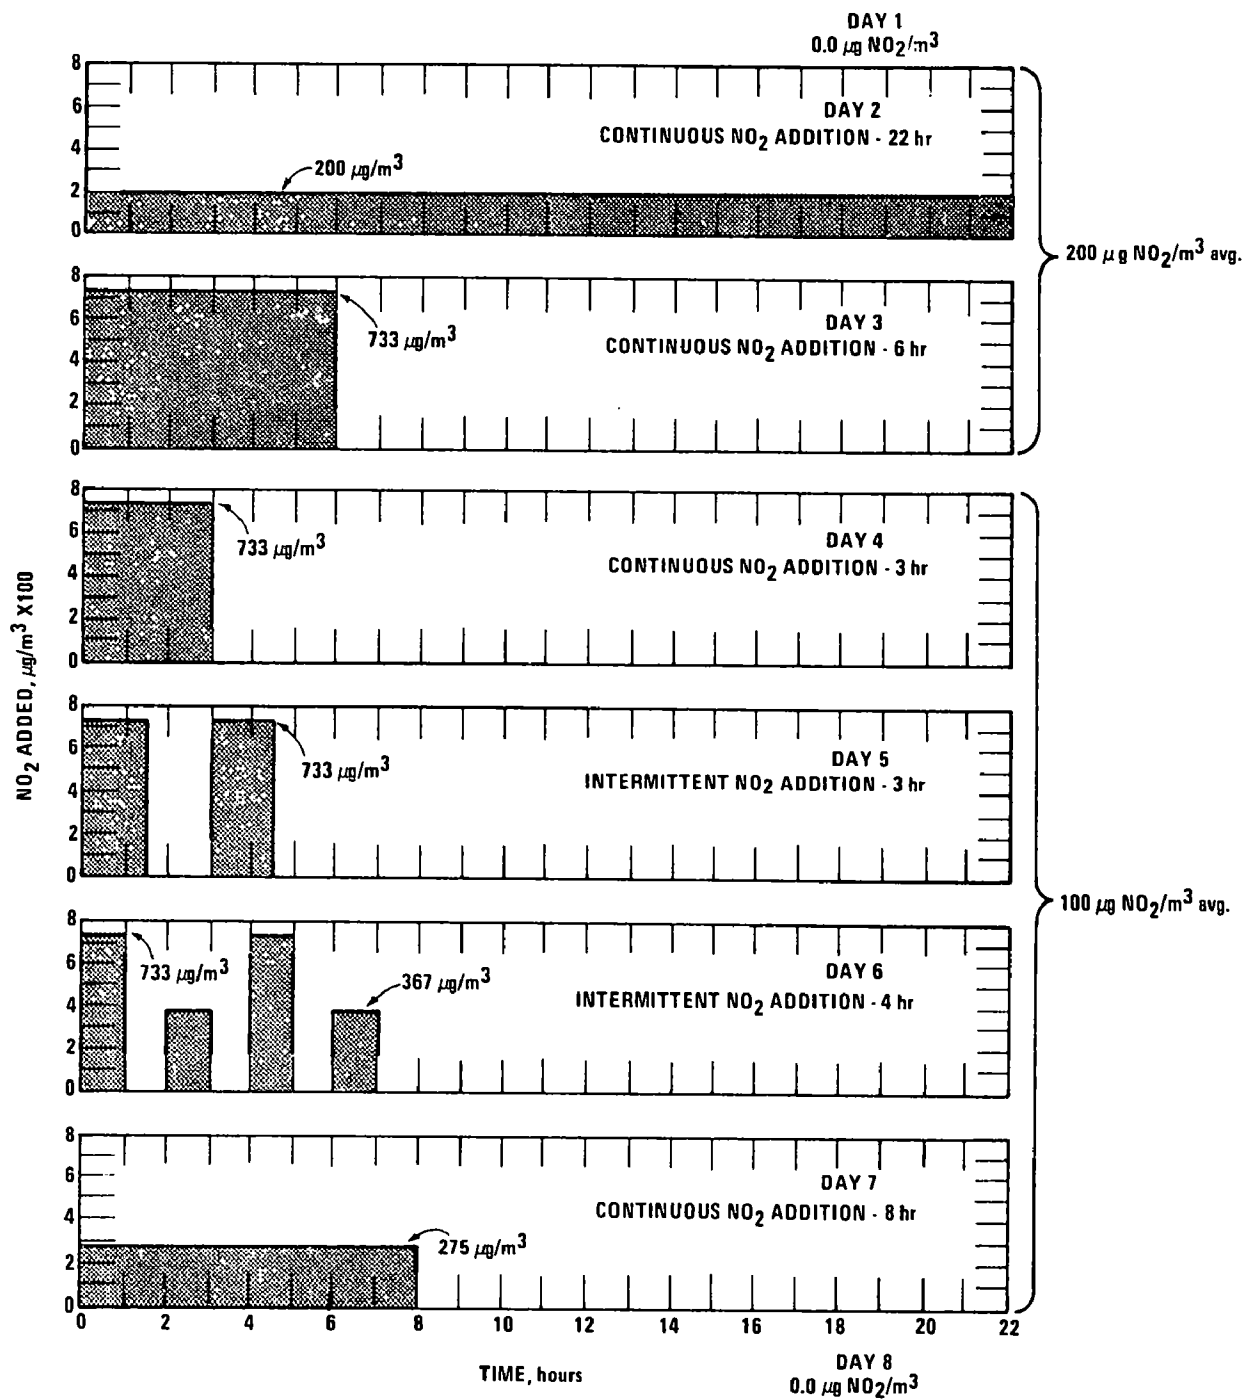 DAY 1
0.0 µg NO2/m3
8
6
4
2
0
DAY 2
CONTINUOUS NO2 ADDITION - 22 hr
200 µg/m3
200 µg NO2/m3 avg.
8
6
4
2
0
733 µg/m3
DAY 3
CONTINUOUS NO2 ADDITION - 6 hr
8
6
4
2
0
733 µg/m3
DAY 4
CONTINUOUS NO2 ADDITION - 3 hr
NO2 ADDED, µg/m3 X100
8
6
4
2
0
733 µg/m3
DAY 5
INTERMITTENT NO2 ADDITION - 3 hr
100 µg NO2/m3 avg.
8
6
4
2
0
733 µg/m3
367 µg/m3
DAY 6
INTERMITTENT NO2 ADDITION - 4 hr
8
6
4
2
0
275 µg/m3
DAY 7
CONTINUOUS NO2 ADDITION - 8 hr
0 2 4 6 8 10 12 14 16 18 20 22
TIME, hours
DAY 8
0.0 µg NO2/m3